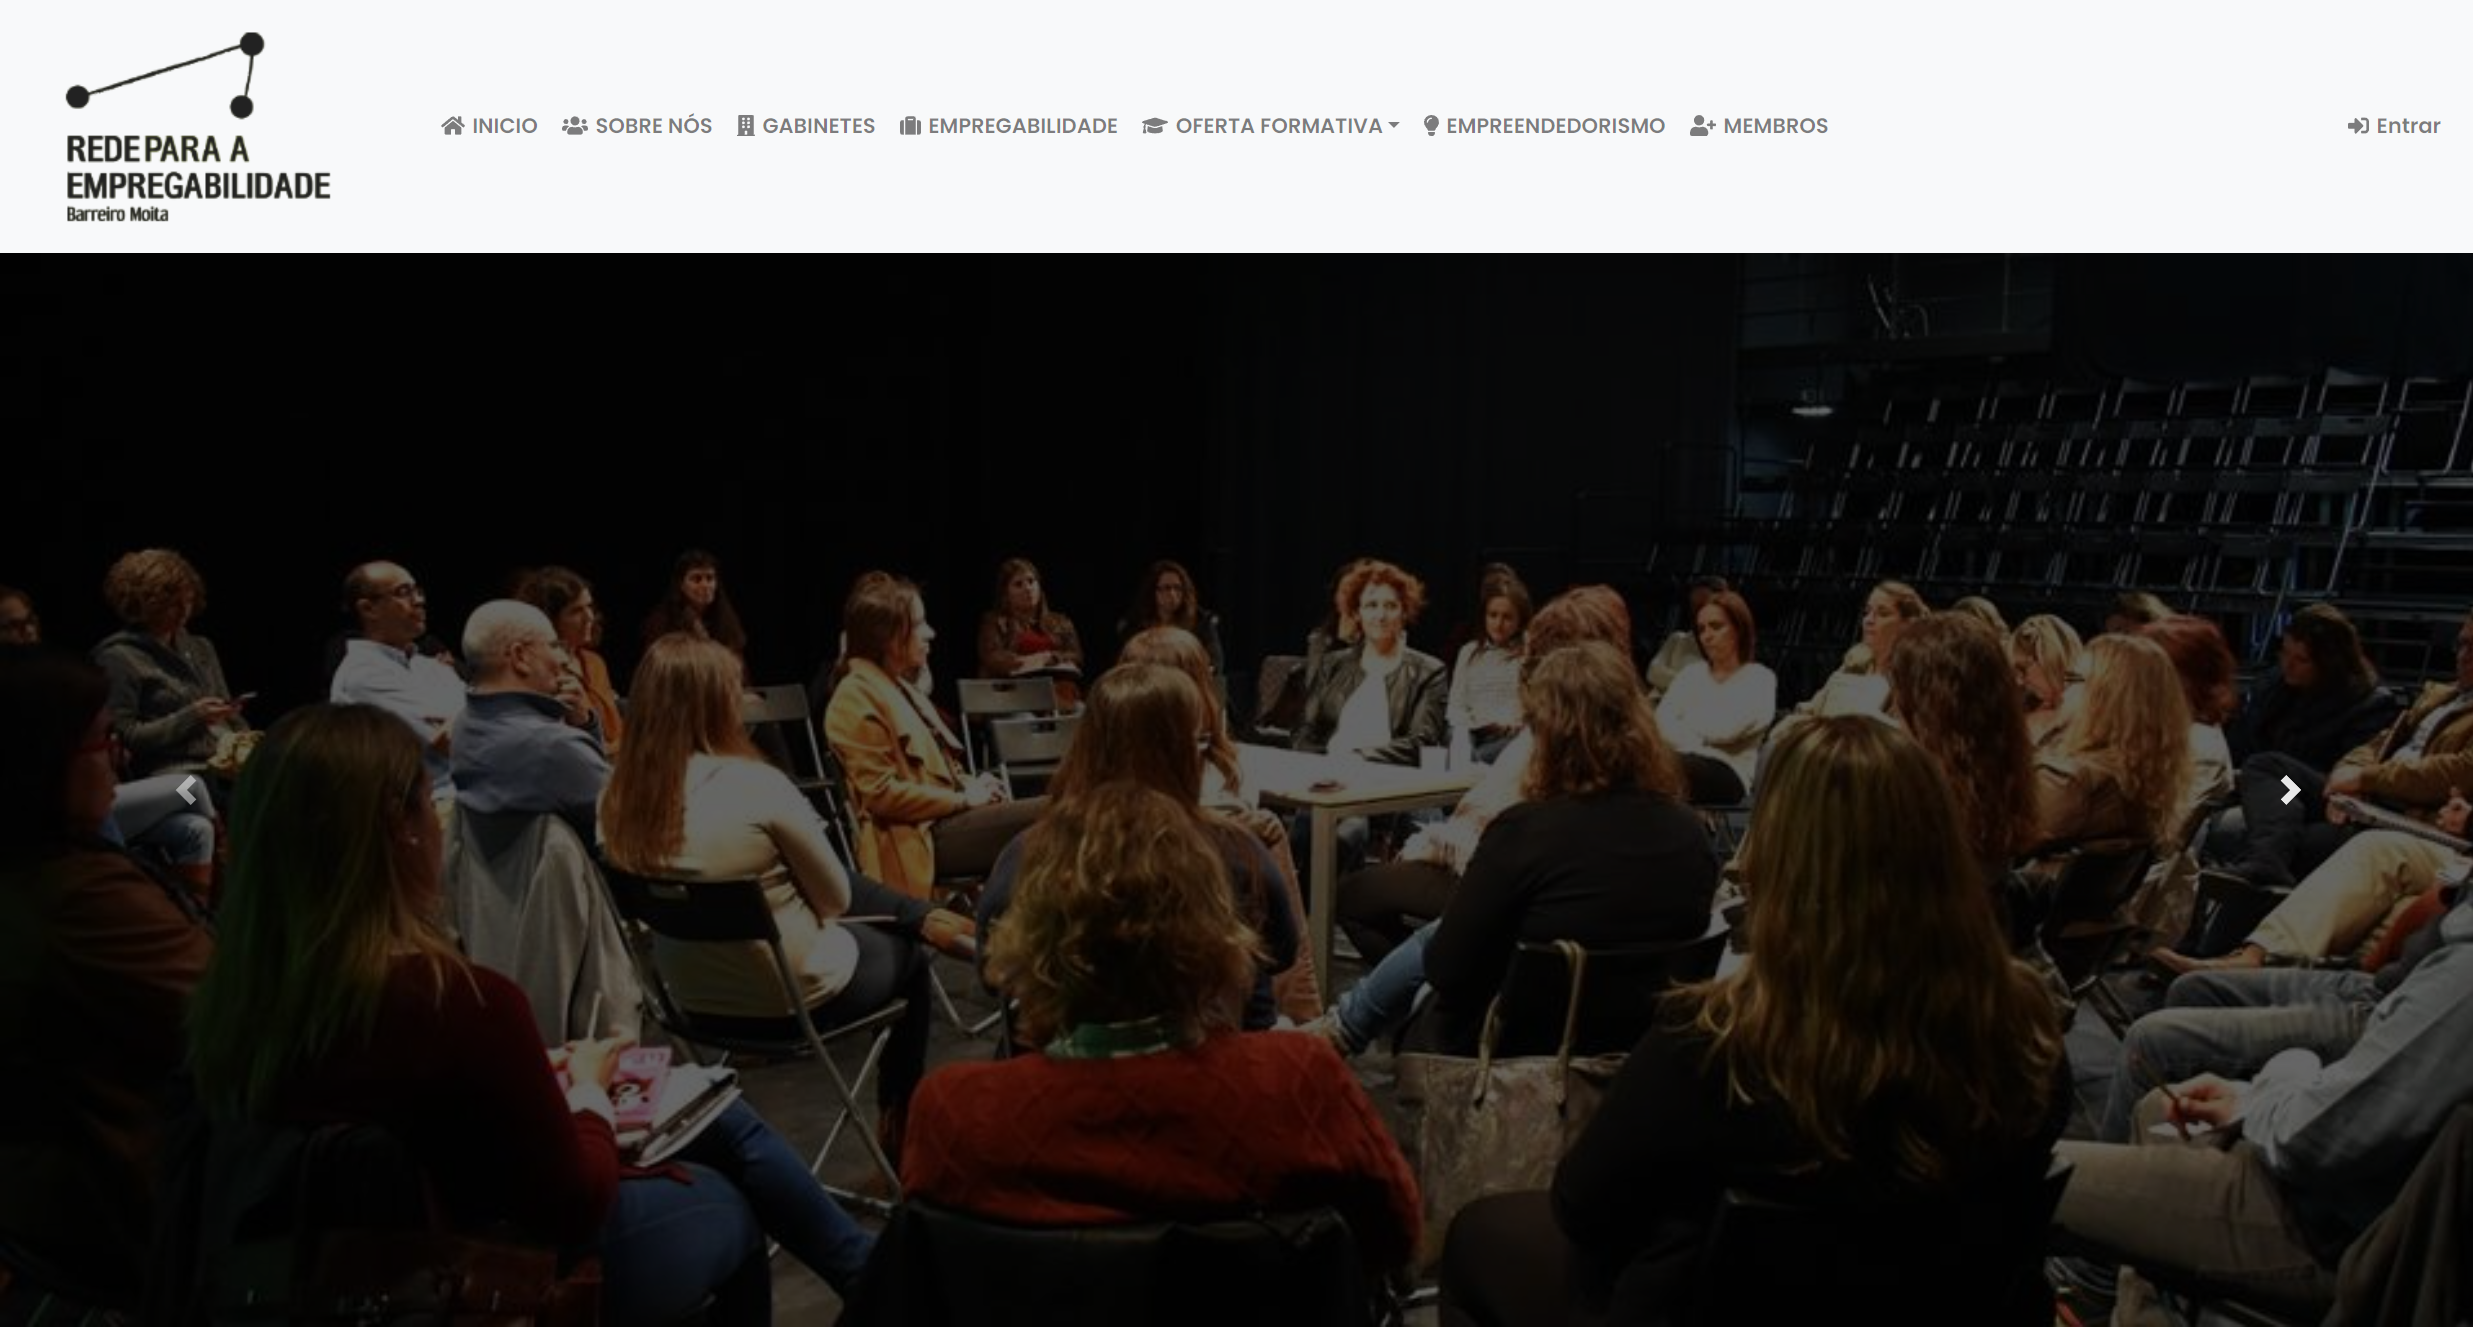 REDE PARA A
EMPREGABILIDADE
Barreiro Moita
INICIO SOBRE NÓS GABINETES EMPREGABILIDADE OFERTA FORMATIVA EMPREENDEDORISMO MEMBROS Entrar